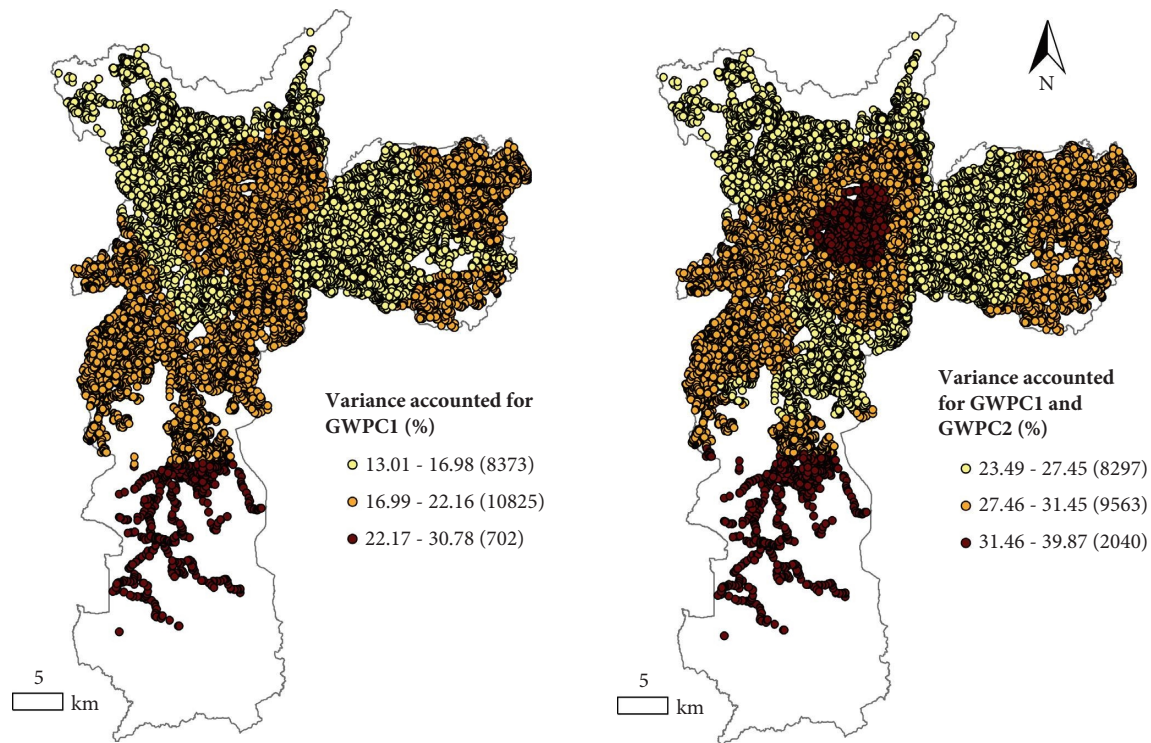 Variance accounted for
GWPC1 (%)
13.01 - 16.98 (8373)
16.99 - 22.16 (10825)
22.17 - 30.78 (702)
5
km
N
Variance accounted
for GWPC1 and
GWPC2 (%)
23.49 - 27.45 (8297)
27.46 - 31.45 (9563)
31.46 - 39.87 (2040)
5
km